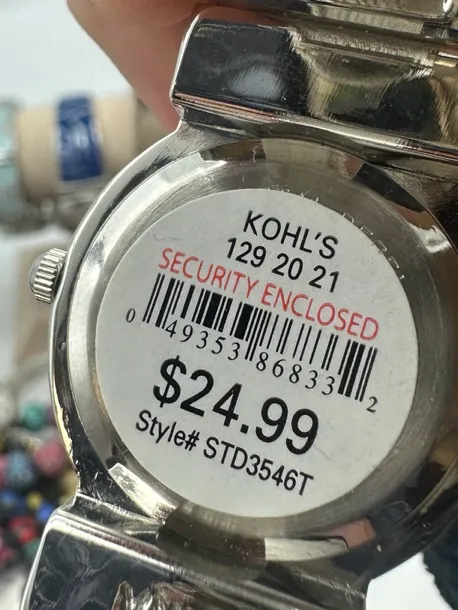 KOHL'S
129 20 21
SECURITY ENCLOSED
0 49353 86833 2
$24.99
Style# STD3546T